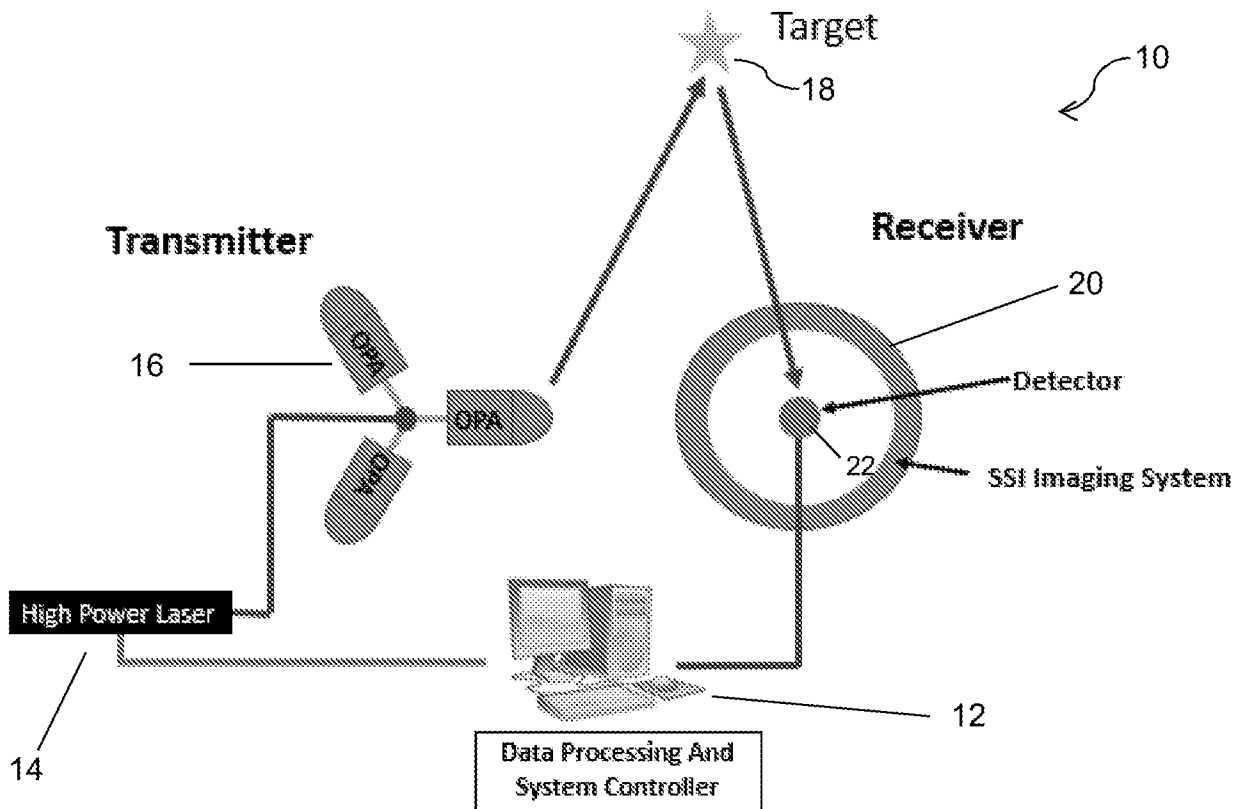 Target
18
10
Transmitter
Receiver
20
16
OPA
OPA
OPA
Detector
22
SSI Imaging System
High Power Laser
12
14
Data Processing And
System Controller